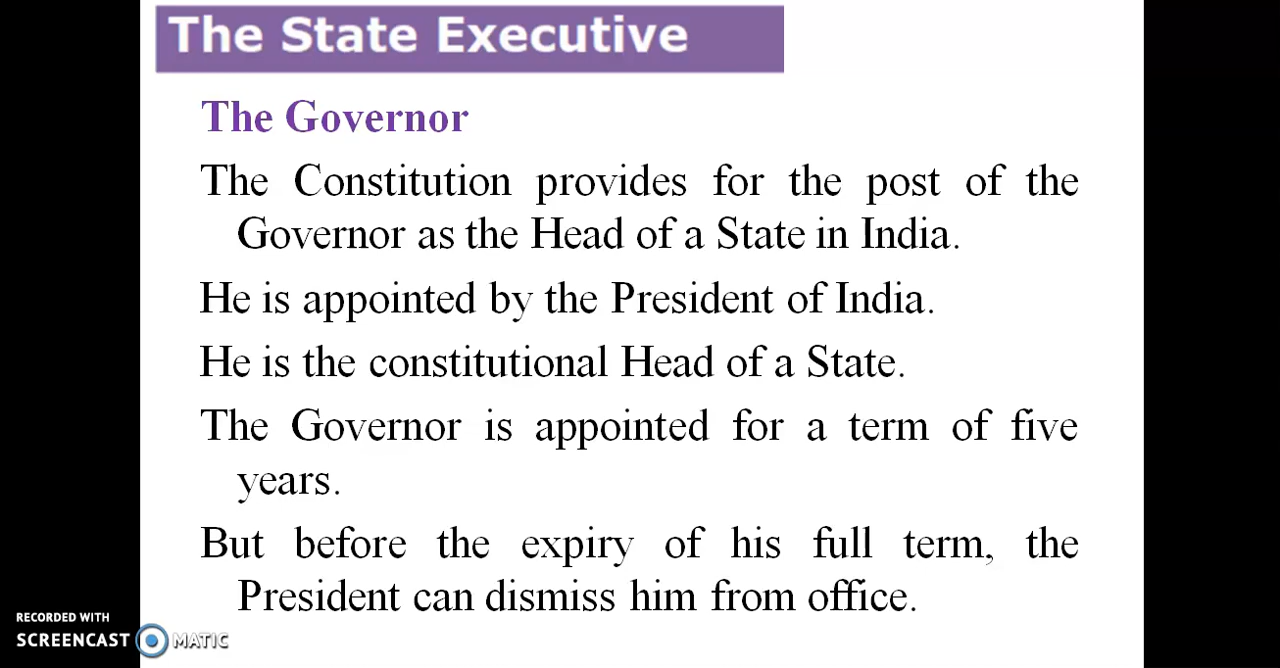 The State Executive
The Governor
The Constitution provides for the post of the
Governor as the Head of a State in India.
He is appointed by the President of India.
He is the constitutional Head of a State.
The Governor is appointed for a term of five
years.
But before the expiry of his full term, the
President can dismiss him from office.
RECORDED WITH
SCREENCAST MATIC